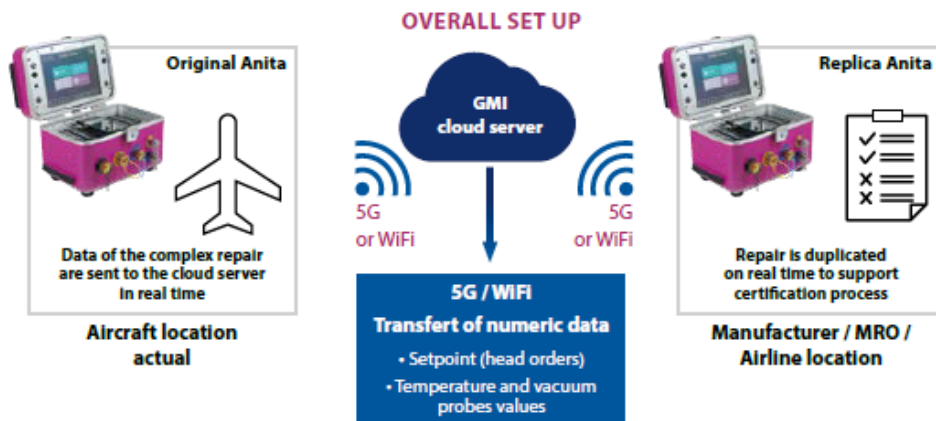 OVERALL SET UP
Original Anita
Data of the complex repair
are sent to the cloud server
in real time
Aircraft location
actual
GMI
cloud server
5G
or WiFi
5G
or WiFi
5G / WiFi
Transfert of numeric data
• Setpoint (head orders)
• Temperature and vacuum
probes values
Replica Anita
Repair is duplicated
on real time to support
certification process
Manufacturer / MRO /
Airline location